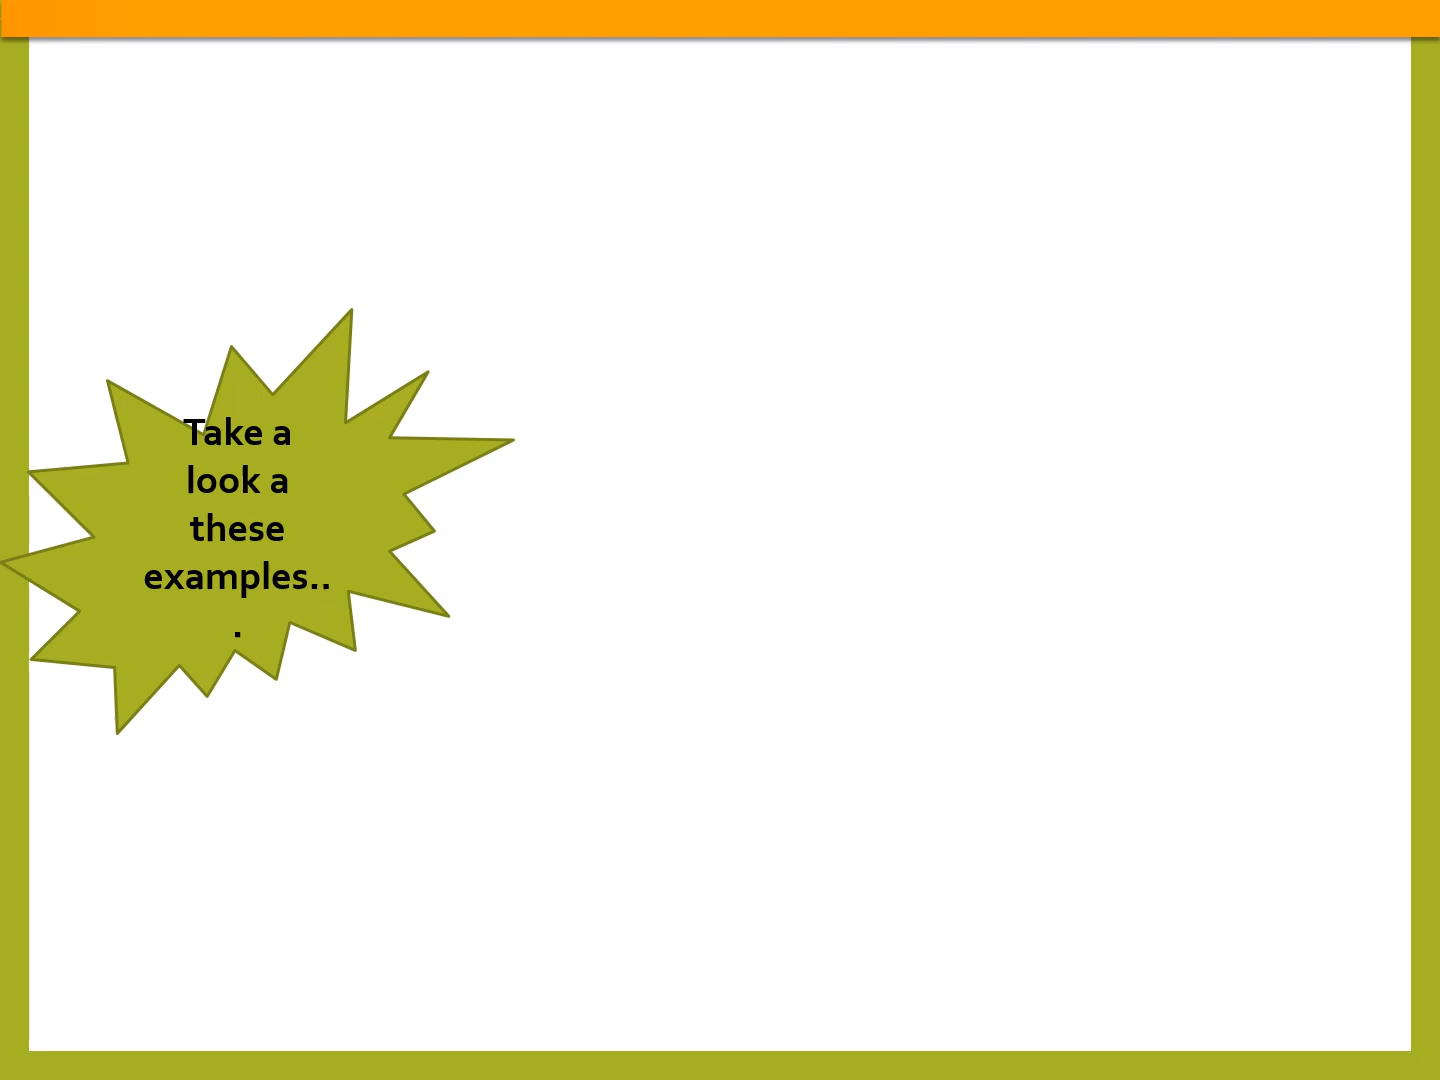 Take a
look a
these
examples..
.